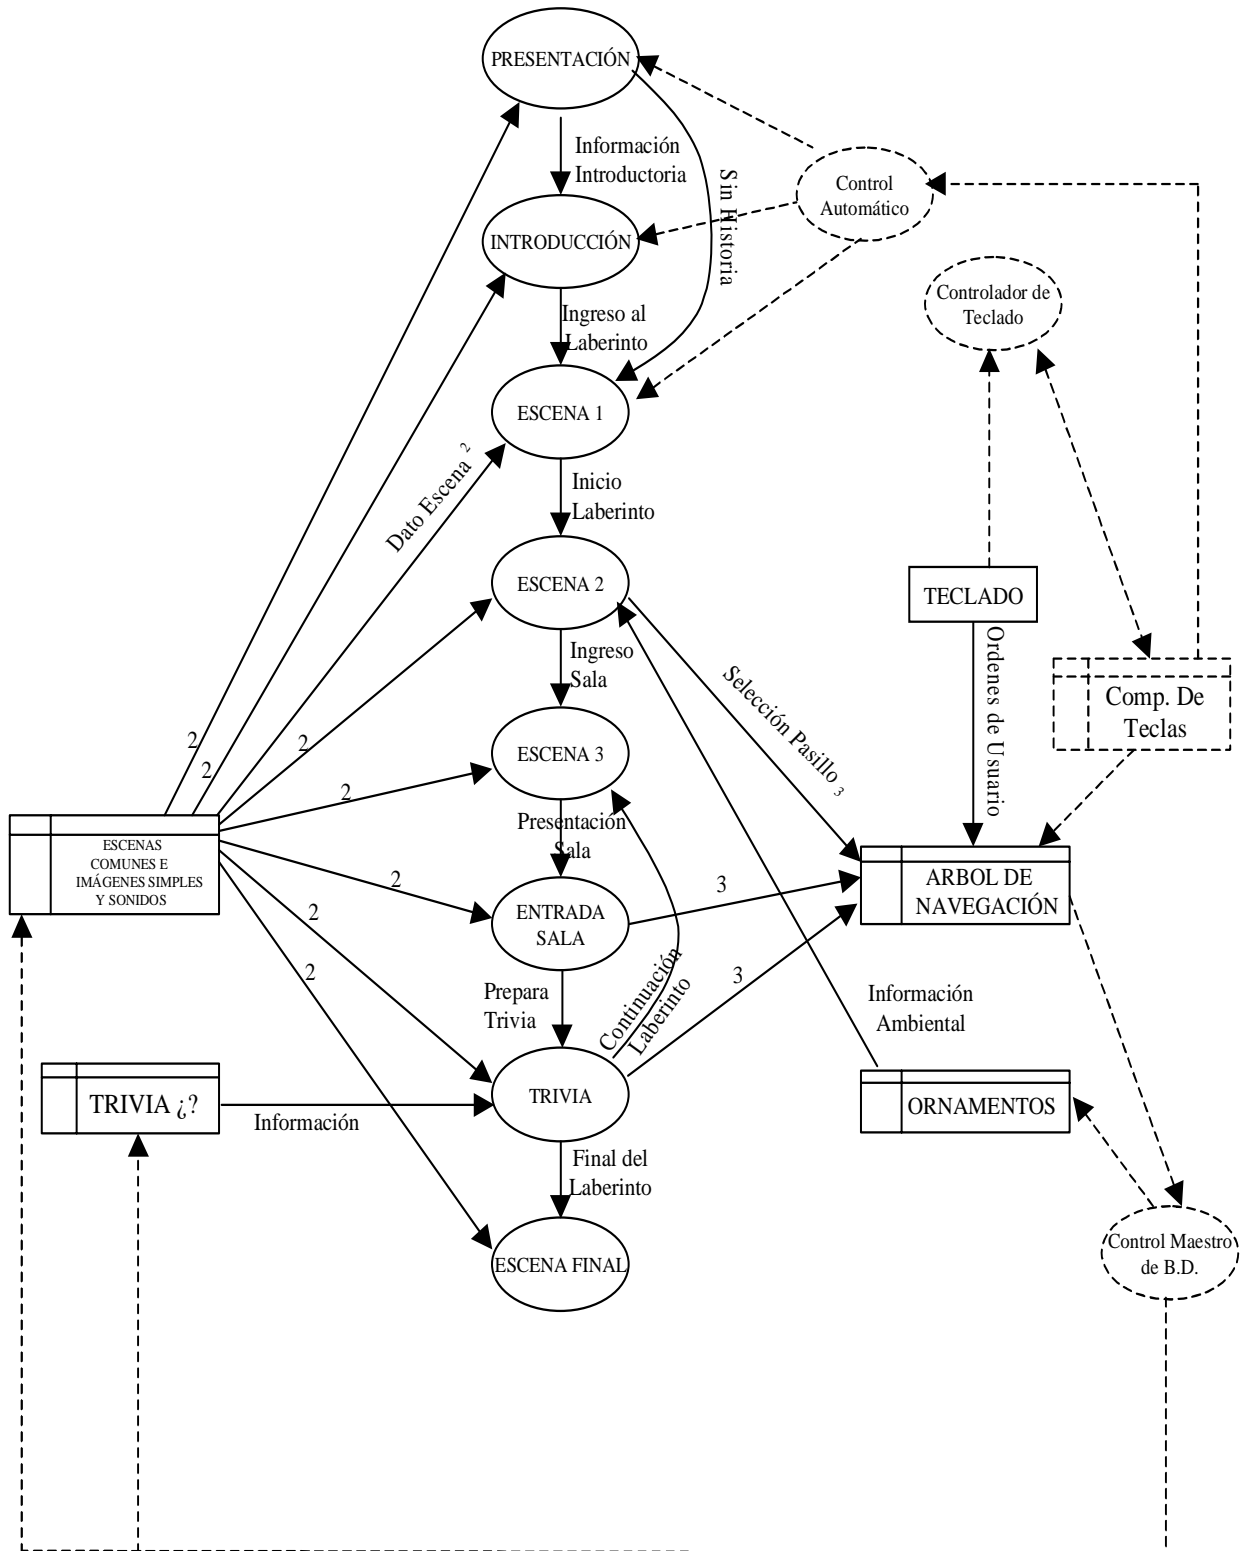 PRESENTACIÓN
Información
Introductoria
Sin Historia
Control
Automático
INTRODUCCIÓN
Controlador de
Teclado
Ingreso al
Laberinto
ESCENA 1
Dato Escena 2
Inicio
Laberinto
ESCENA 2
TECLADO
Ordenes de Usuario
Ingreso
Sala
Selección Pasillo 3
Comp. De
Teclas
2
2
2
ESCENA 3
2
Presentación
Sala
ESCENAS
COMUNES E
IMÁGENES SIMPLES
Y SONIDOS
2
3
ARBOL DE
NAVEGACIÓN
ENTRADA
SALA
2
2
Continuación
Laberinto
3
Prepara
Trivia
Información
Ambiental
TRIVIA ¿?
Información
TRIVIA
ORNAMENTOS
Final del
Laberinto
ESCENA FINAL
Control Maestro
de B.D.